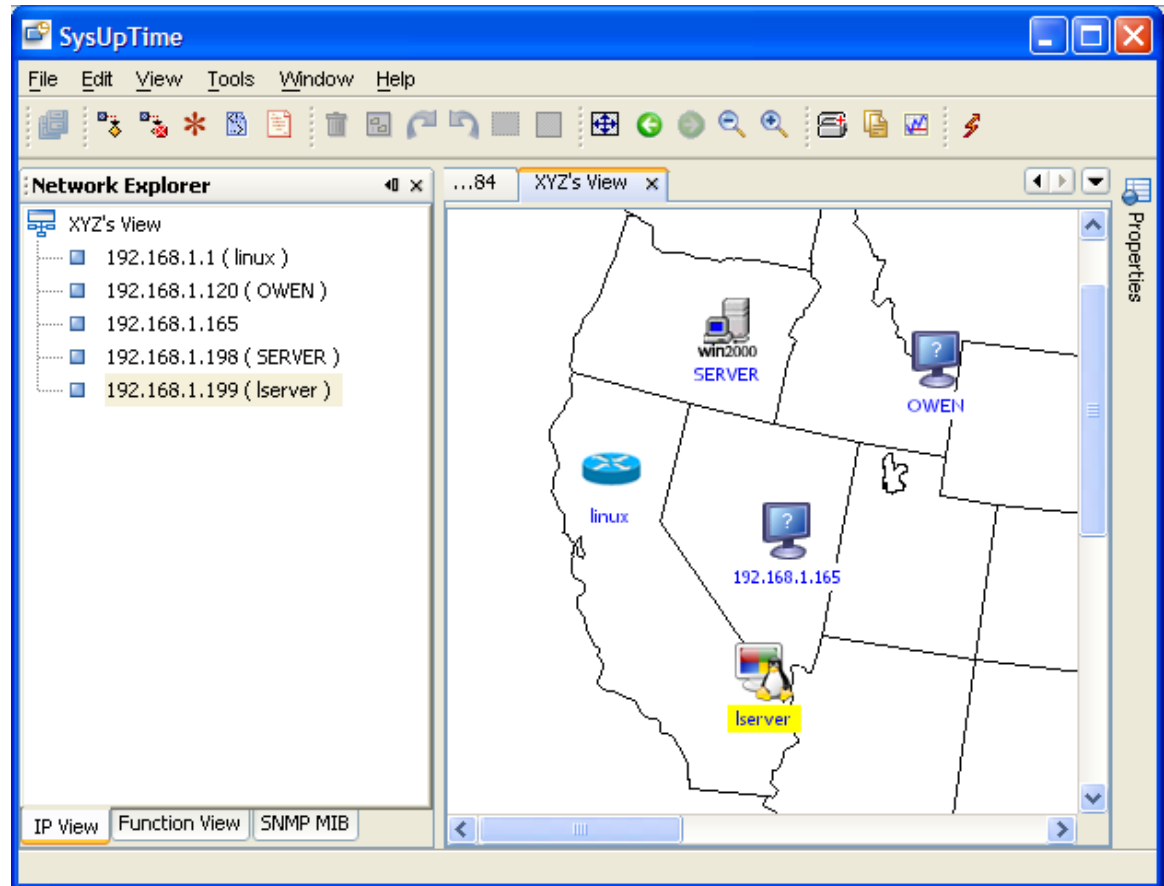 SysUpTime
File Edit View Tools Window Help
Network Explorer
XYZ's View
192.168.1.1 ( linux )
192.168.1.120 ( OWEN )
192.168.1.165
192.168.1.198 ( SERVER )
192.168.1.199 ( lserver )
IP View Function View SNMP MIB
...84 XYZ's View
win2000
SERVER
?
OWEN
linux
?
192.168.1.165
lserver
Properties